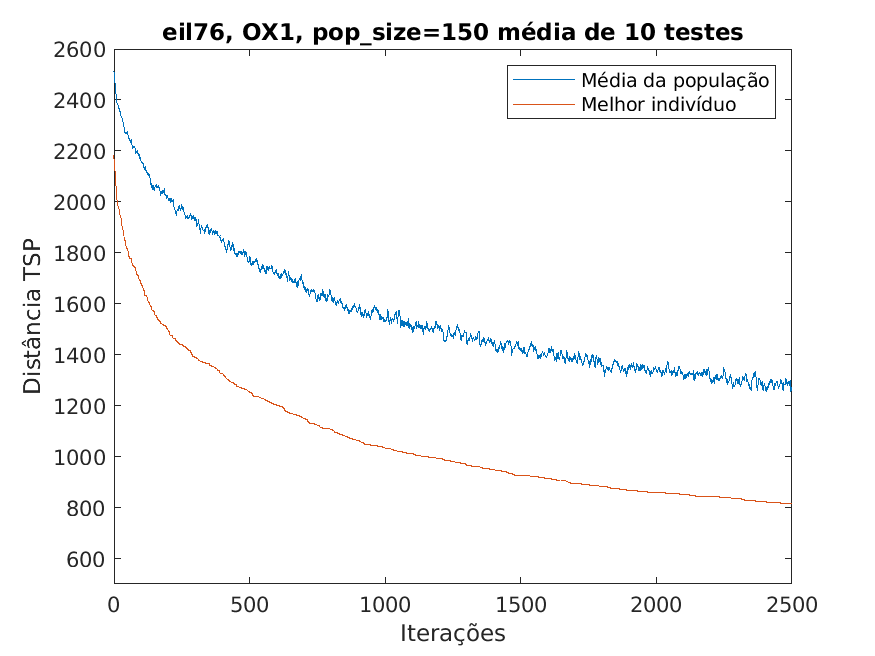 eil76, OX1, pop_size=150 média de 10 testes
Média da população
Melhor indivíduo
Distância TSP
2600
2400
2200
2000
1800
1600
1400
1200
1000
800
600
0 500 1000 1500 2000 2500
Iterações